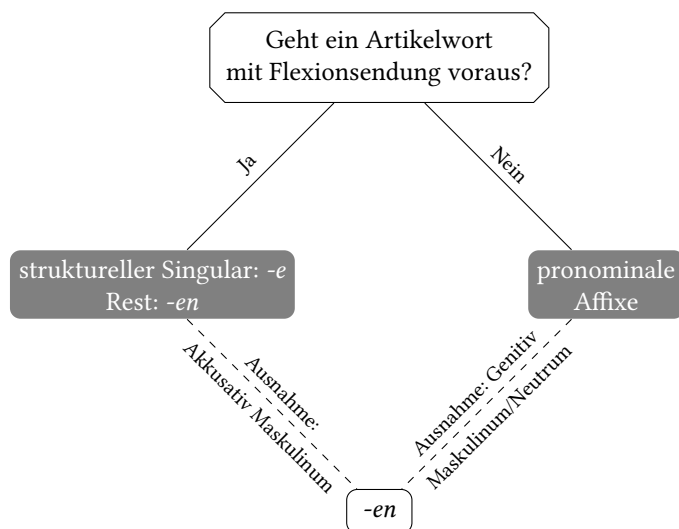 Geht ein Artikelwort
mit Flexionsendung voraus?
Ja
Nein
struktureller Singular: -e
Rest: -en
pronominale
Affixe
Ausnahme:
Akkusativ Maskulinum
Ausnahme: Genitiv
Maskulinum/Neutrum
-en